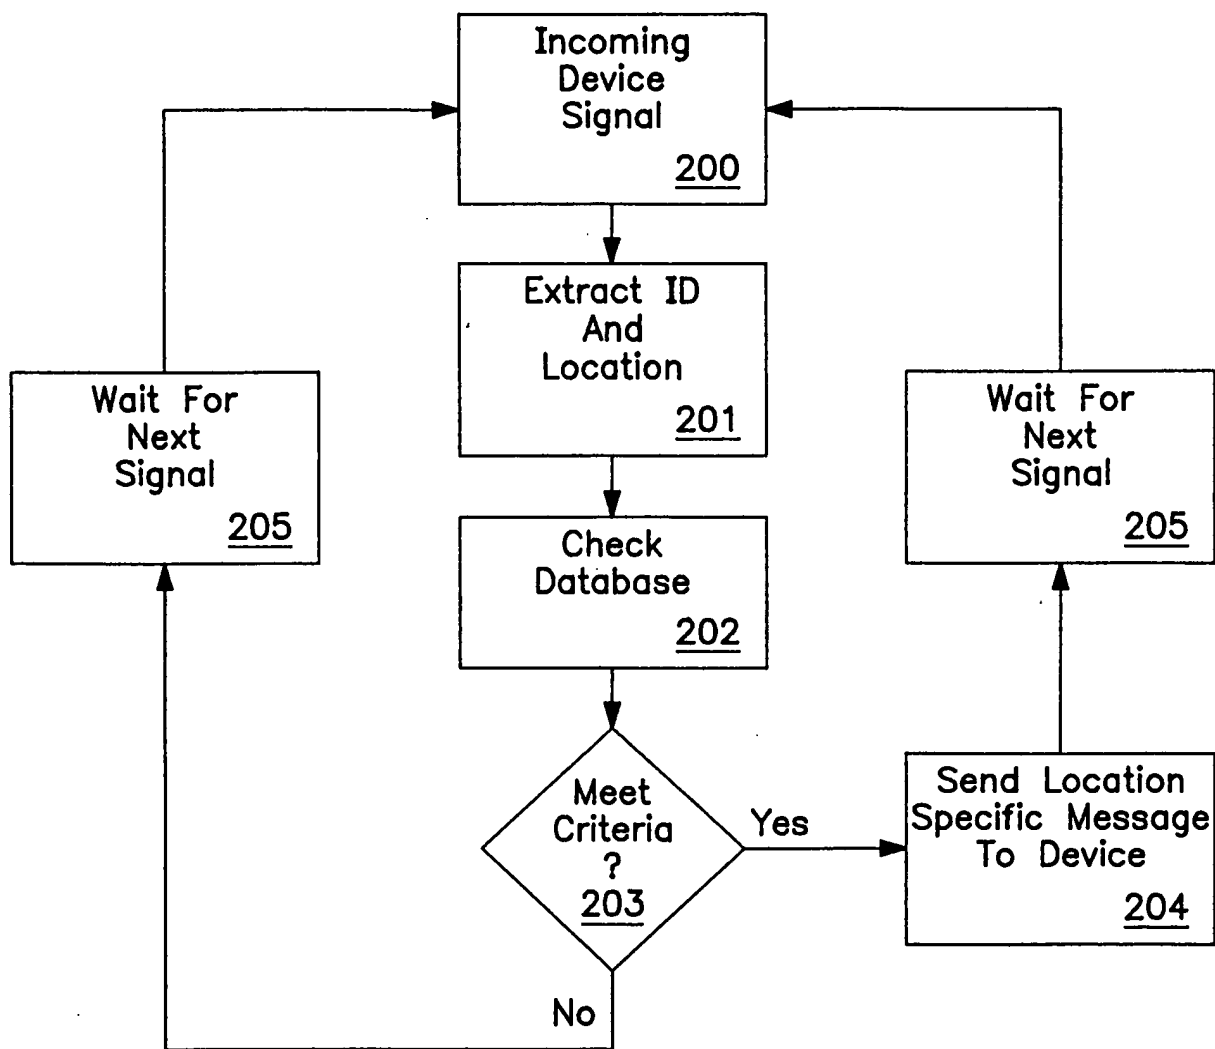 Incoming
Device
Signal
200
Extract ID
And
Location
201
Wait For
Next
Signal
205
Wait For
Next
Signal
205
Check
Database
202
Meet
Criteria
?
203
Yes
No
Send Location
Specific Message
To Device
204